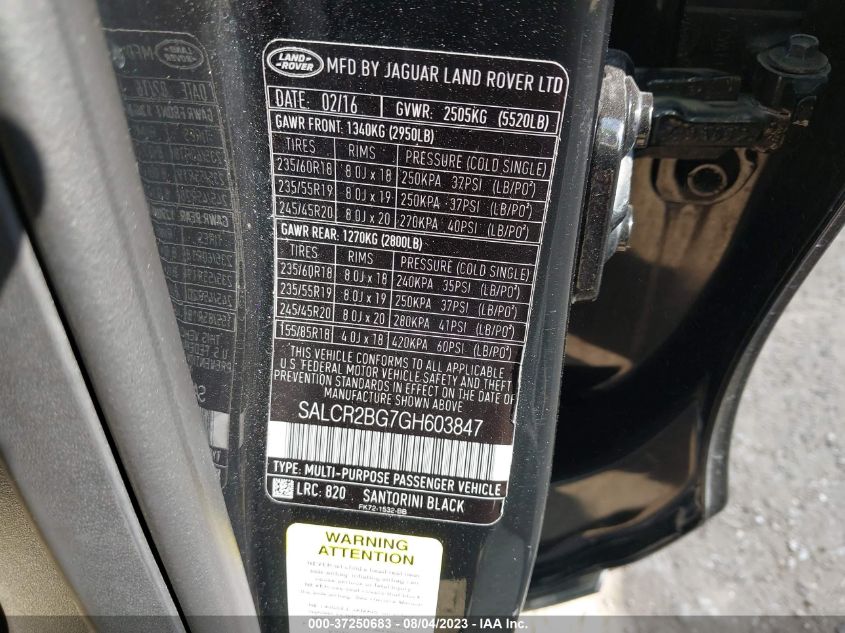 LAND
ROVER
MFD BY JAGUAR LAND ROVER LTD
DATE: 02/16 GVWR: 2505KG (5520LB)
GAWR FRONT: 1340KG (2950LB)
TIRES RIMS PRESSURE (COLD SINGLE)
235/60R18 8.0J x 18 250KPA 37PSI (LB/PO²)
235/55R19 8.0J x 19 250KPA 37PSI (LB/PO²)
245/45R20 8.0J x 20 270KPA 40PSI (LB/PO²)
GAWR REAR: 1270KG (2800LB)
TIRES RIMS PRESSURE (COLD SINGLE)
235/60R18 8.0J x 18 240KPA 35PSI (LB/PO²)
235/55R19 8.0J x 19 250KPA 37PSI (LB/PO²)
245/45R20 8.0J x 20 280KPA 41PSI (LB/PO²)
155/85R18 4.0J x 18 420KPA 60PSI (LB/PO²)
THIS VEHICLE CONFORMS TO ALL APPLICABLE
U.S. FEDERAL MOTOR VEHICLE SAFETY AND THEFT
PREVENTION STANDARDS IN EFFECT ON THE DATE OF
MANUFACTURE SHOWN ABOVE
SALCR2BG7GH603847
TYPE: MULTI-PURPOSE PASSENGER VEHICLE
LRC: 820 SANTORINI BLACK
FK72-1532-BB
WARNING
ATTENTION
NEVER
© IAA Holdings, LLC
000-37250683 - 08/04/2023 - IAAI.com